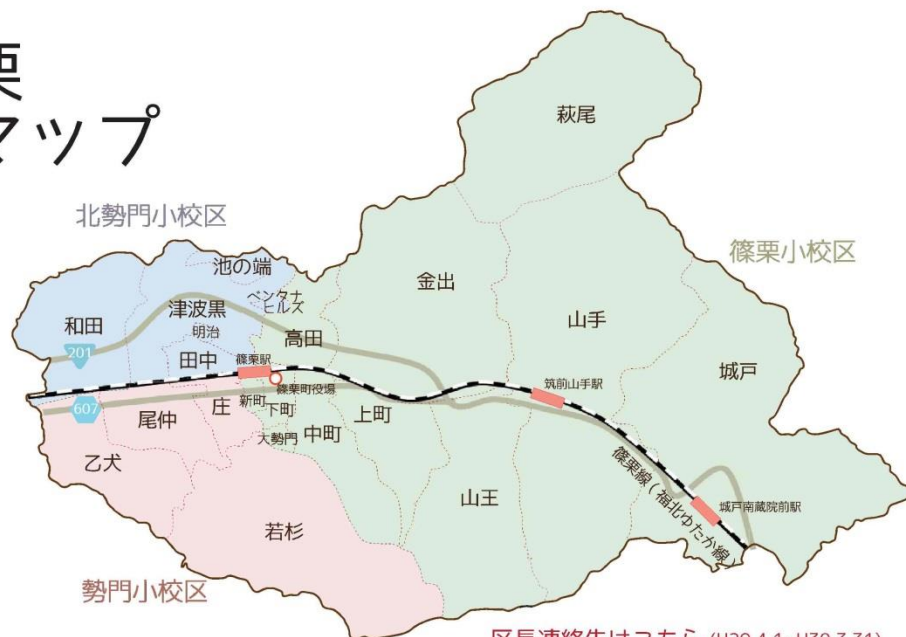 栗
マップ
萩尾
北勢門小校区
篠栗小校区
池の端
ベンタナ
ヒルズ
金出
津波黒
和田
明治
高田
山手
201
田中
篠栗駅
城戸
筑前山手駅
篠栗町役場
607
尾仲
庄
新町
下町
上町
大勢門
中町
乙犬
篠栗線(福北ゆたか線)
山王
城戸南蔵院前駅
若杉
勢門小校区